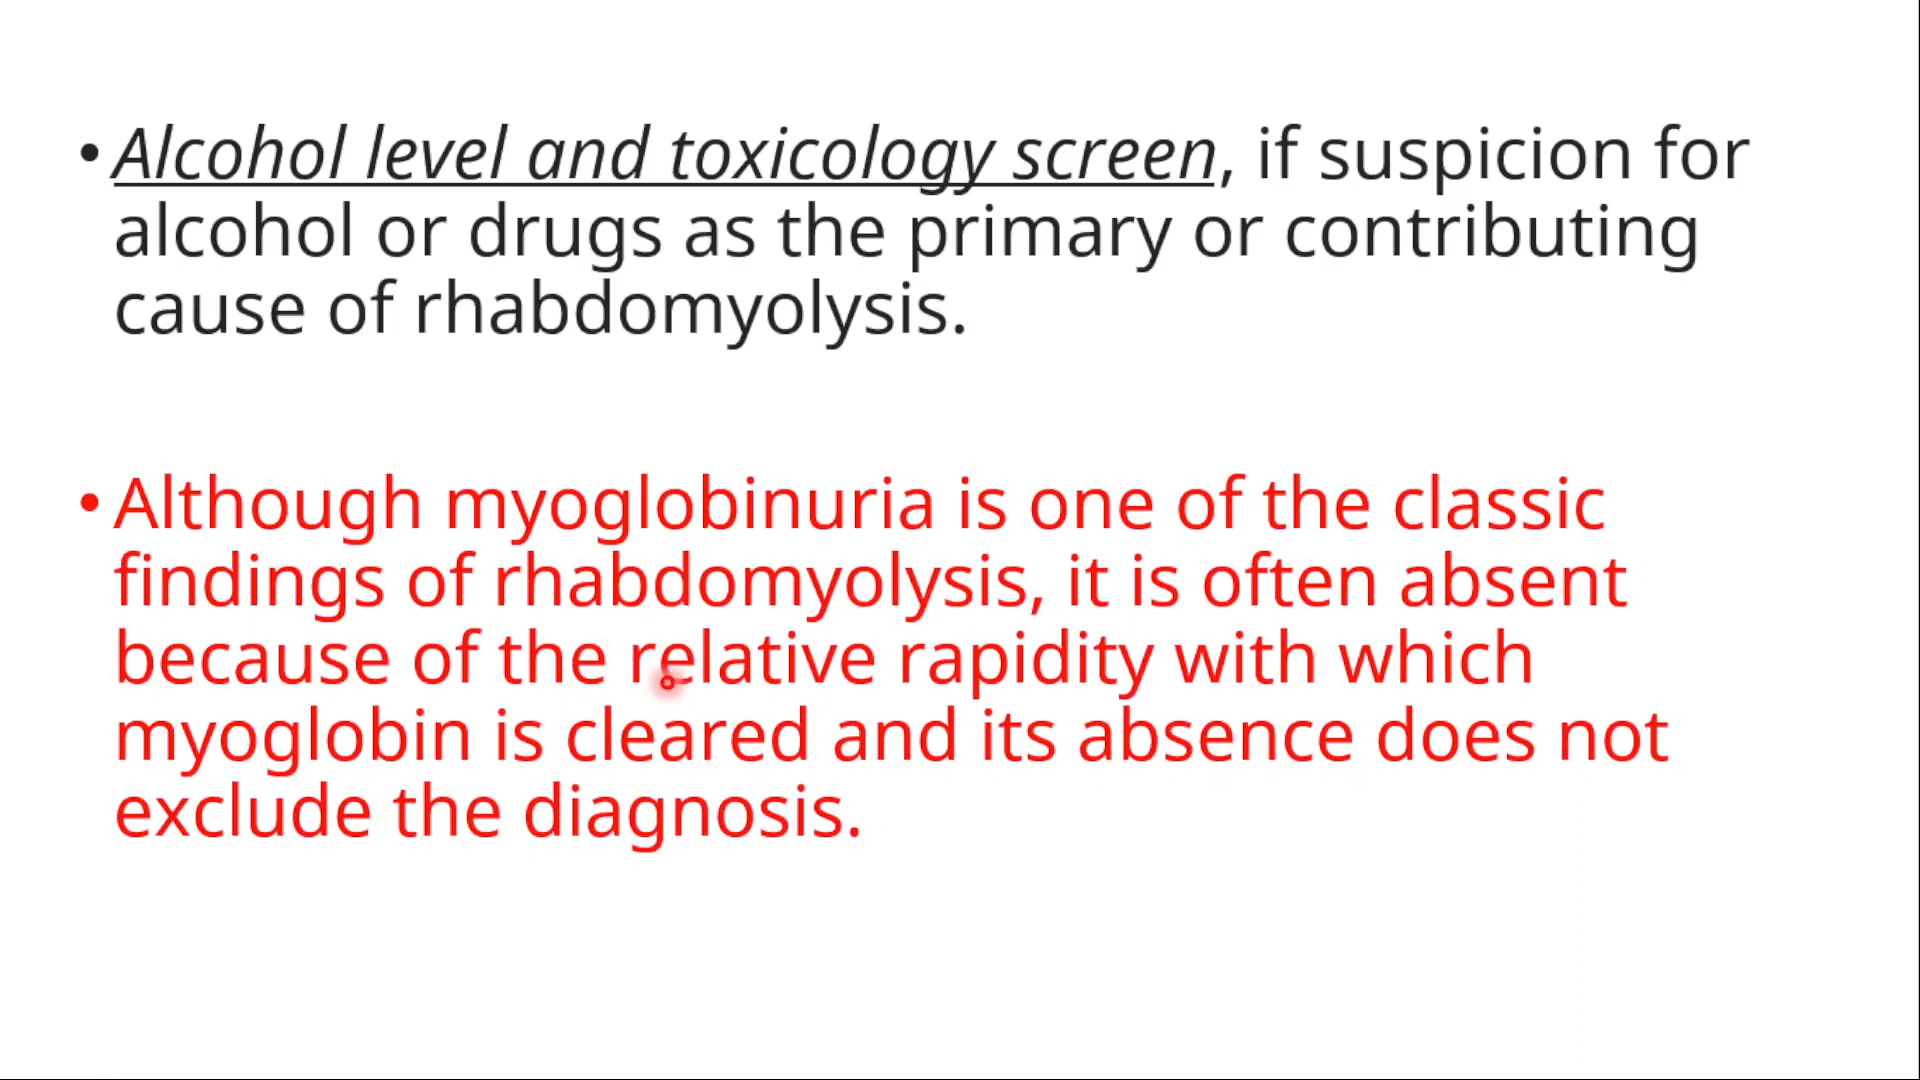 • Alcohol level and toxicology screen, if suspicion for
alcohol or drugs as the primary or contributing
cause of rhabdomyolysis.
• Although myoglobinuria is one of the classic
findings of rhabdomyolysis, it is often absent
because of the relative rapidity with which
myoglobin is cleared and its absence does not
exclude the diagnosis.